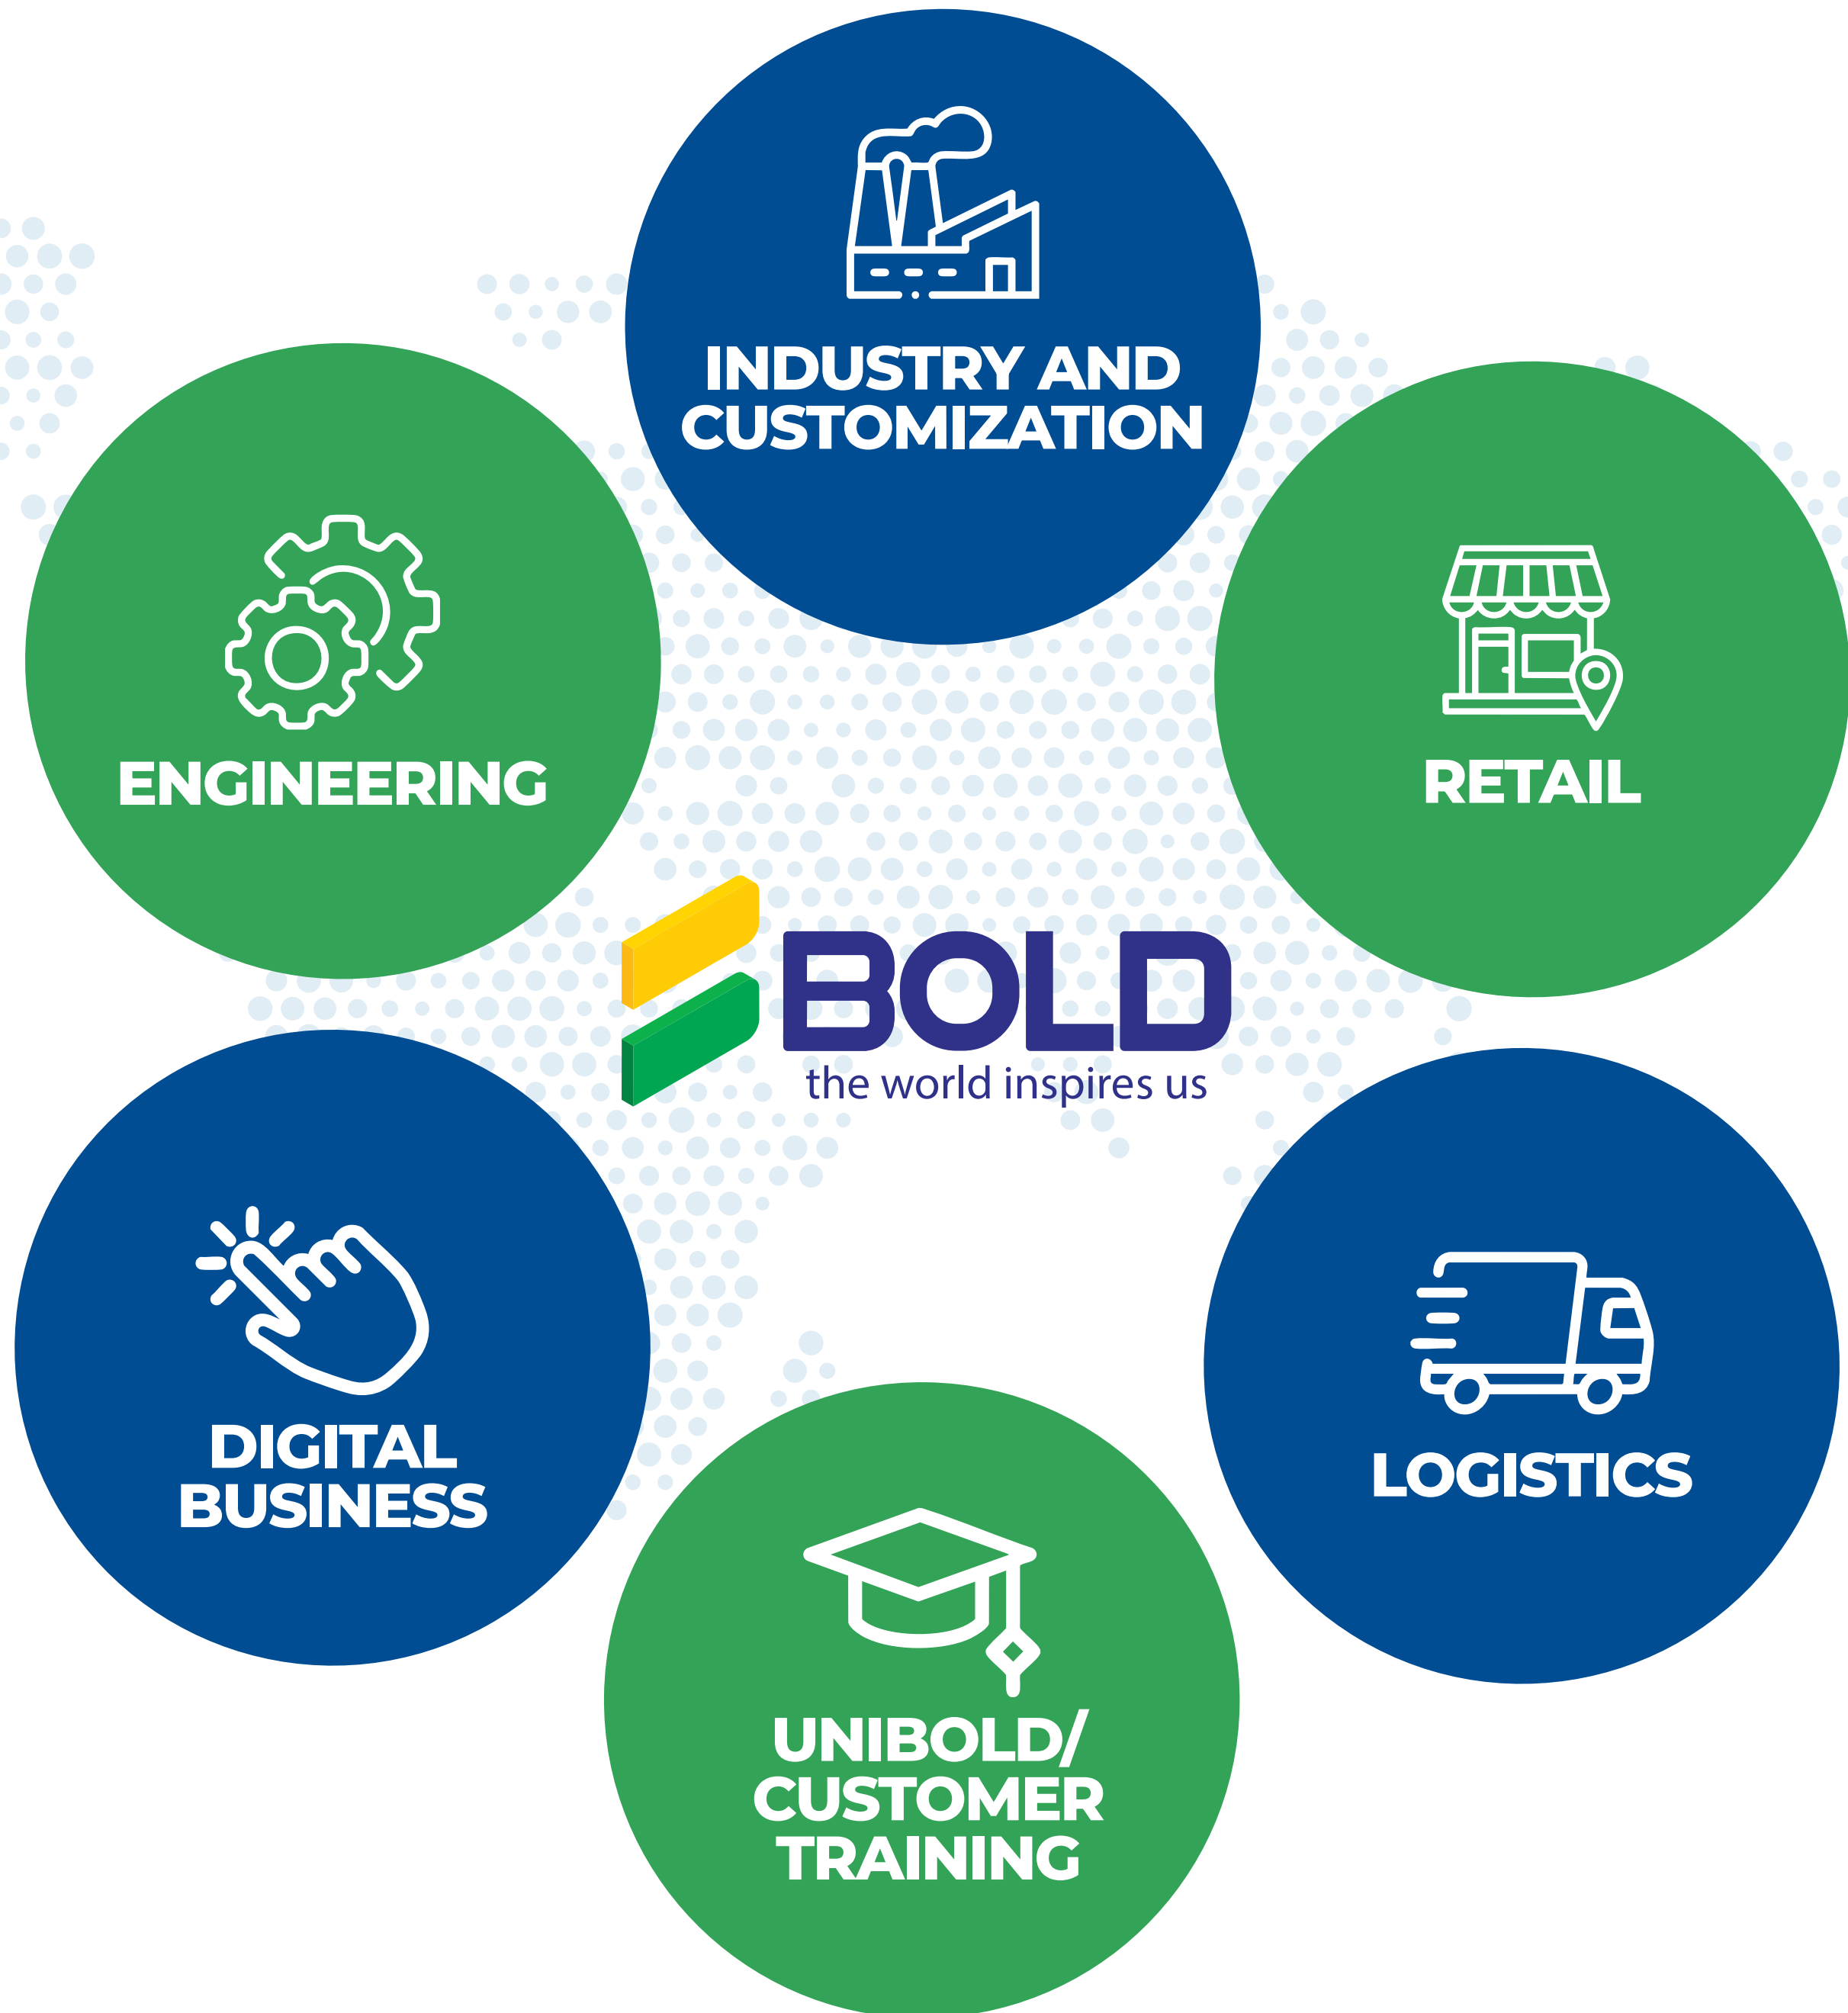 INDUSTRY AND
CUSTOMIZATION
ENGINEERING
RETAIL
BOLD
the world inspires us
DIGITAL
BUSINESS
LOGISTICS
UNIBOLD/
CUSTOMER
TRAINING